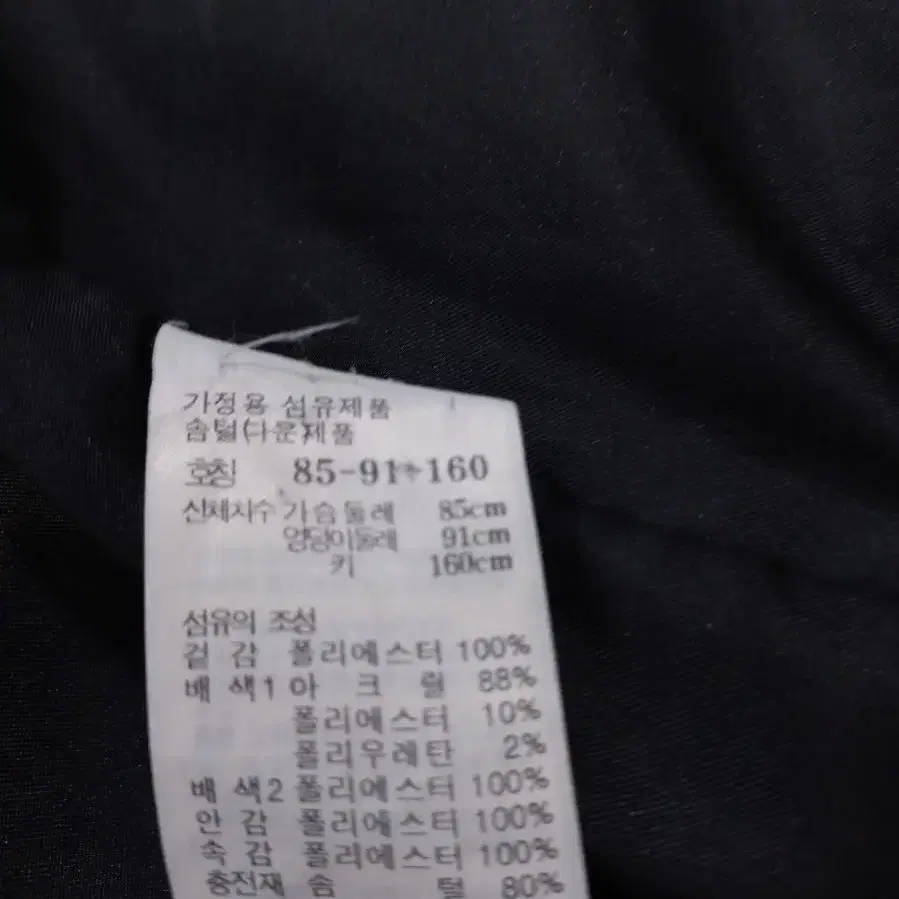 가정용 섬유제품
솜털(다운)제품
호칭 85-91-160
신체치수 가슴둘레 85cm
엉덩이둘레 91cm
키 160cm
섬유의 조성
겉감 폴리에스터 100%
배색1 아크릴 88%
폴리에스터 10%
폴리우레탄 2%
배색2 폴리에스터 100%
안감 폴리에스터 100%
속감 폴리에스터 100%
충전재 솜털 80%